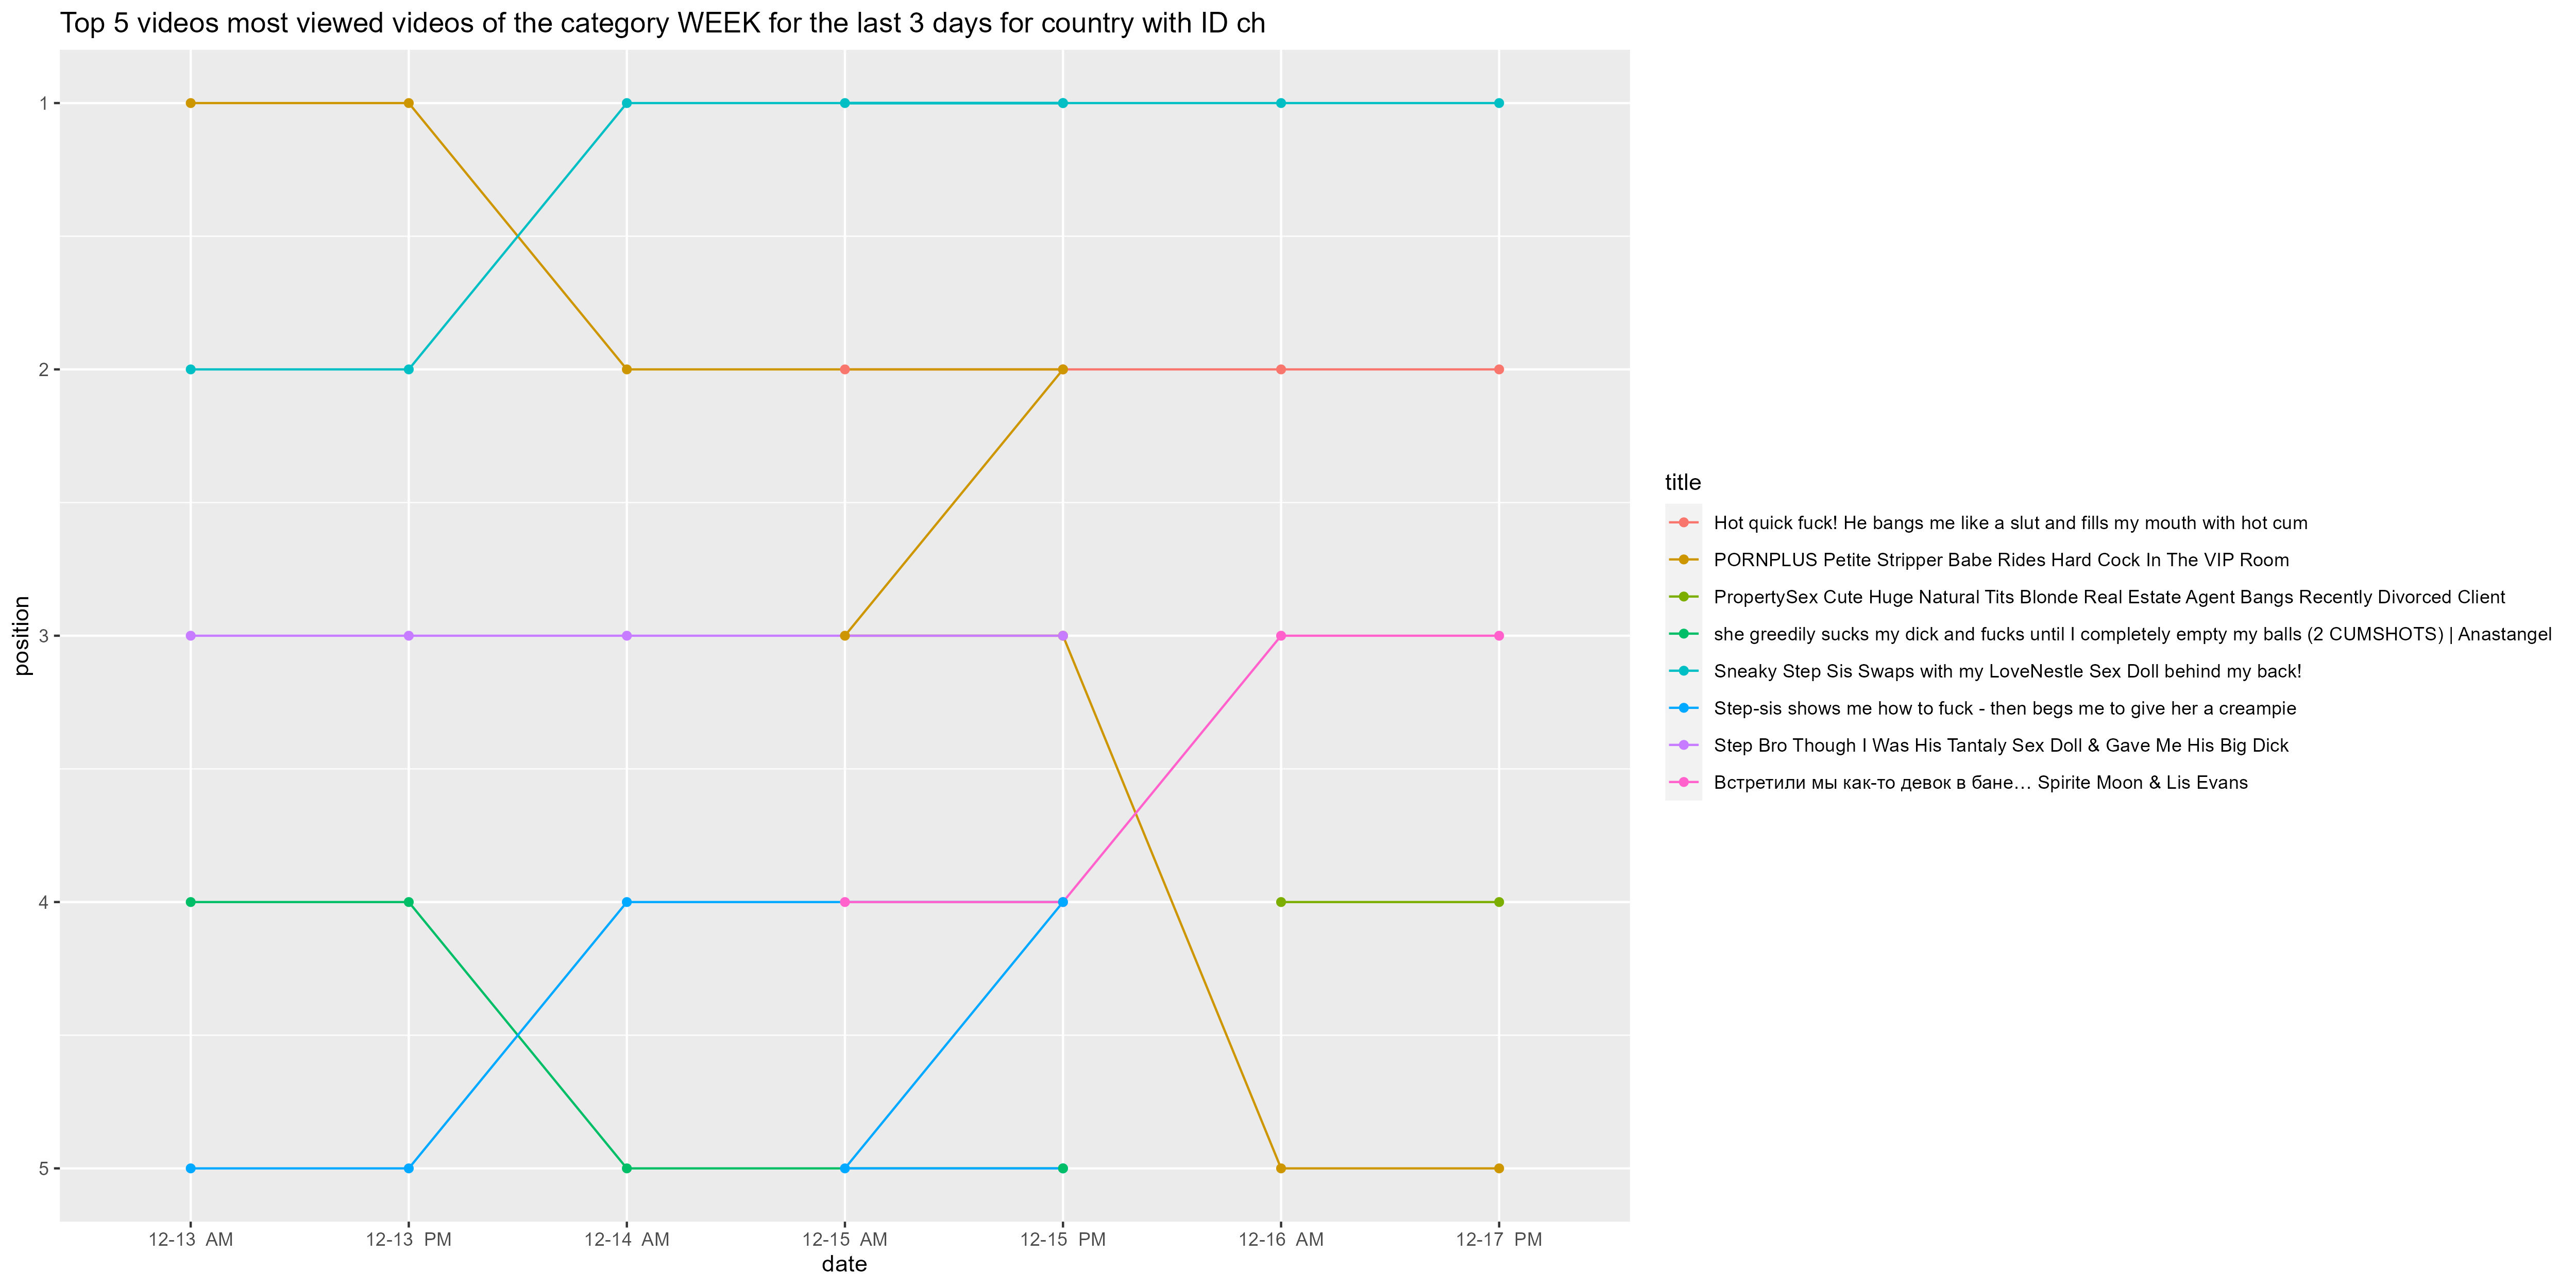 Top 5 videos most viewed videos of the category WEEK for the last 3 days for country with ID ch
position
1
2
3
4
5
12-13 AM
12-13 PM
12-14 AM
12-15 AM
12-15 PM
12-16 AM
12-17 PM
date
title
Hot quick fuck! He bangs me like a slut and fills my mouth with hot cum
PORNPLUS Petite Stripper Babe Rides Hard Cock In The VIP Room
PropertySex Cute Huge Natural Tits Blonde Real Estate Agent Bangs Recently Divorced Client
she greedily sucks my dick and fucks until I completely empty my balls (2 CUMSHOTS) | Anastangel
Sneaky Step Sis Swaps with my LoveNestle Sex Doll behind my back!
Step-sis shows me how to fuck - then begs me to give her a creampie
Step Bro Though I Was His Tantaly Sex Doll & Gave Me His Big Dick
Встретили мы как-то девок в бане… Spirite Moon & Lis Evans